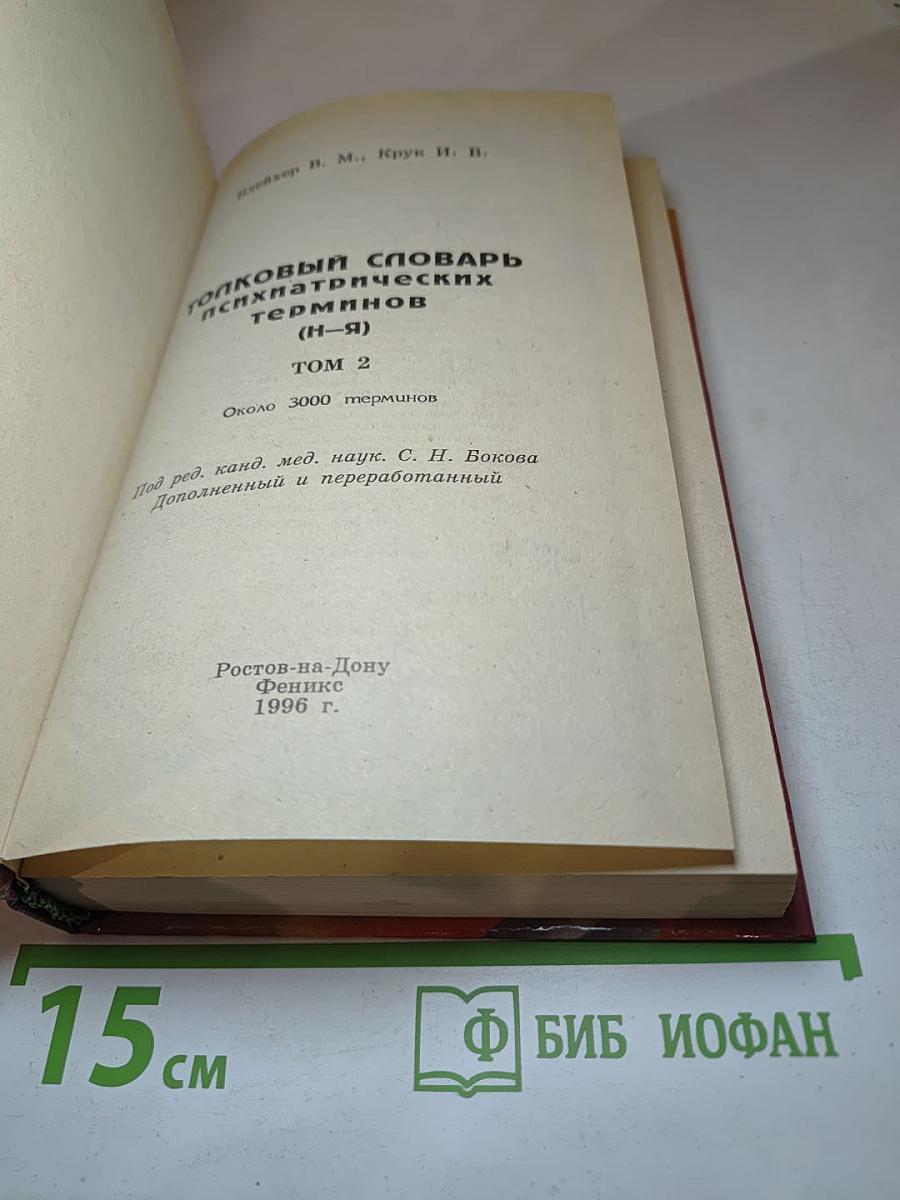 Блейхер В. М., Крук И. В.
ТОЛКОВЫЙ СЛОВАРЬ
психиатрических
терминов
(Н—Я)
ТОМ 2
Около 3000 терминов
Под ред. канд. мед. наук. С. Н. Бокова
Дополненный и переработанный
Ростов-на-Дону
Феникс
1996 г.
15 см
Ф БИБ ИОФАН